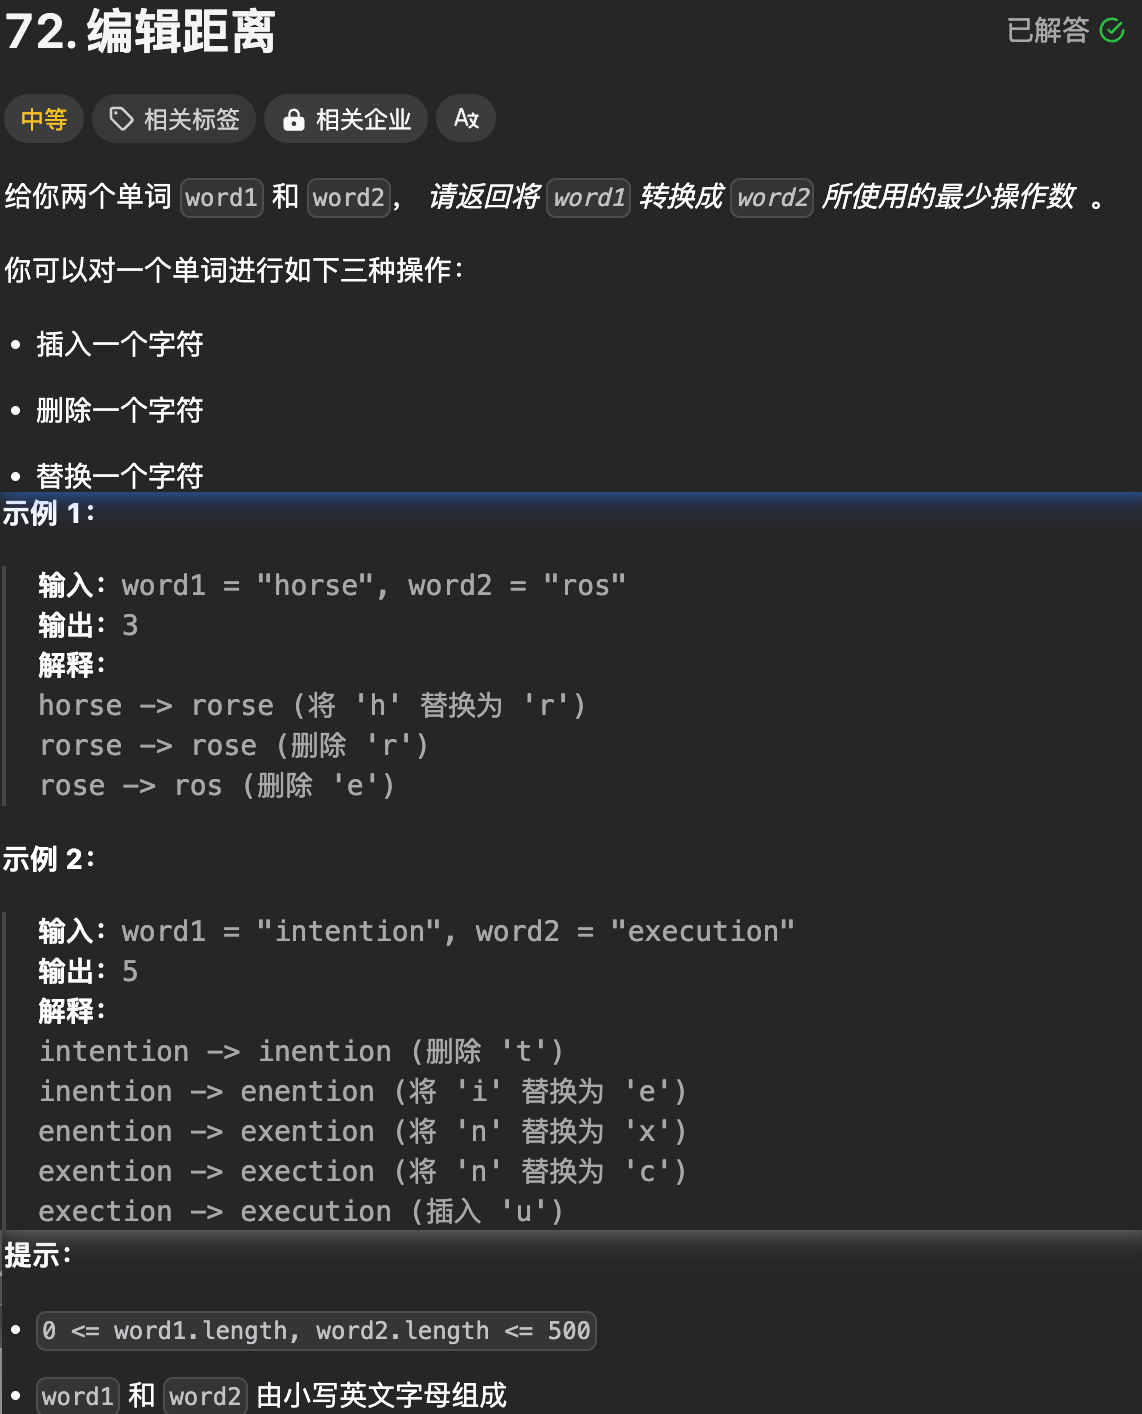 72. 编辑距离
已解答
中等 相关标签 相关企业
给你两个单词 word1 和 word2， 请返回将 word1 转换成 word2 所使用的最少操作数 。
你可以对一个单词进行如下三种操作：
• 插入一个字符
• 删除一个字符
• 替换一个字符
示例 1：
输入：word1 = "horse", word2 = "ros"
输出：3
解释：
horse -> rorse (将 'h' 替换为 'r')
rorse -> rose (删除 'r')
rose -> ros (删除 'e')
示例 2：
输入：word1 = "intention", word2 = "execution"
输出：5
解释：
intention -> inention (删除 't')
inention -> enention (将 'i' 替换为 'e')
enention -> exention (将 'n' 替换为 'x')
exention -> exection (将 'n' 替换为 'c')
exection -> execution (插入 'u')
提示：
• 0 <= word1.length, word2.length <= 500
• word1 和 word2 由小写英文字母组成